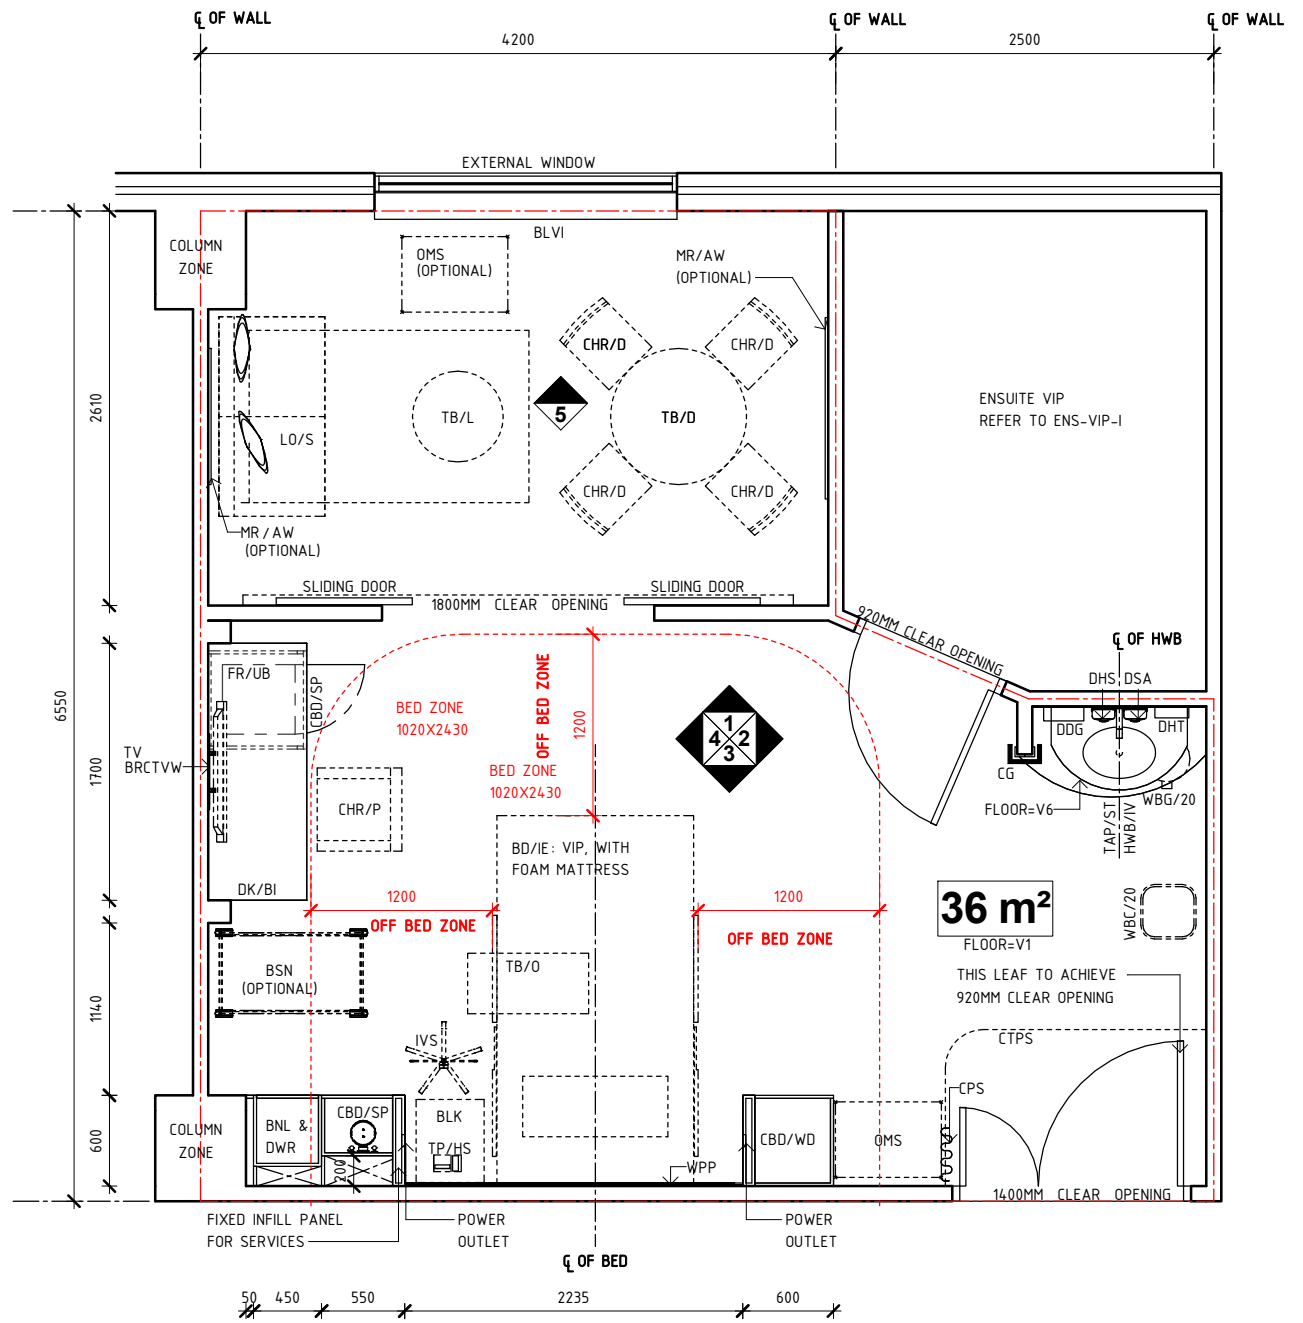 ℄ OF WALL
℄ OF WALL
℄ OF WALL
4200
2500
EXTERNAL WINDOW
BLVI
COLUMN
ZONE
OMS
(OPTIONAL)
MR/AW
(OPTIONAL)
CHR/D
CHR/D
TB/L
5
TB/D
LO/S
CHR/D
CHR/D
MR/AW
(OPTIONAL)
ENSUITE VIP
REFER TO ENS-VIP-I
2610
6550
SLIDING DOOR
SLIDING DOOR
1800MM CLEAR OPENING
920MM CLEAR OPENING
℄ OF HWB
FR/UB
CBD/SP
BED ZONE
1020X2430
OFF BED ZONE
1200
1
4
2
3
DHS
DSA
DDG
DHT
TV
BRCTVW
1700
BED ZONE
1020X2430
CG
WBG/20
FLOOR=V6
TAP/ST
HWB/IV
CHR/P
BD/IE: VIP, WITH
FOAM MATTRESS
DK/BI
1200
1200
OFF BED ZONE
OFF BED ZONE
36 m²
FLOOR=V1
WBC/20
BSN
(OPTIONAL)
TB/O
THIS LEAF TO ACHIEVE
920MM CLEAR OPENING
1140
IVS
CTPS
CPS
COLUMN
ZONE
600
BNL &
DWR
CBD/SP
BLK
TP/HS
200
CBD/WD
OMS
WPP
1400MM CLEAR OPENING
FIXED INFILL PANEL
FOR SERVICES
POWER
OUTLET
POWER
OUTLET
℄ OF BED
50
450
550
2235
600